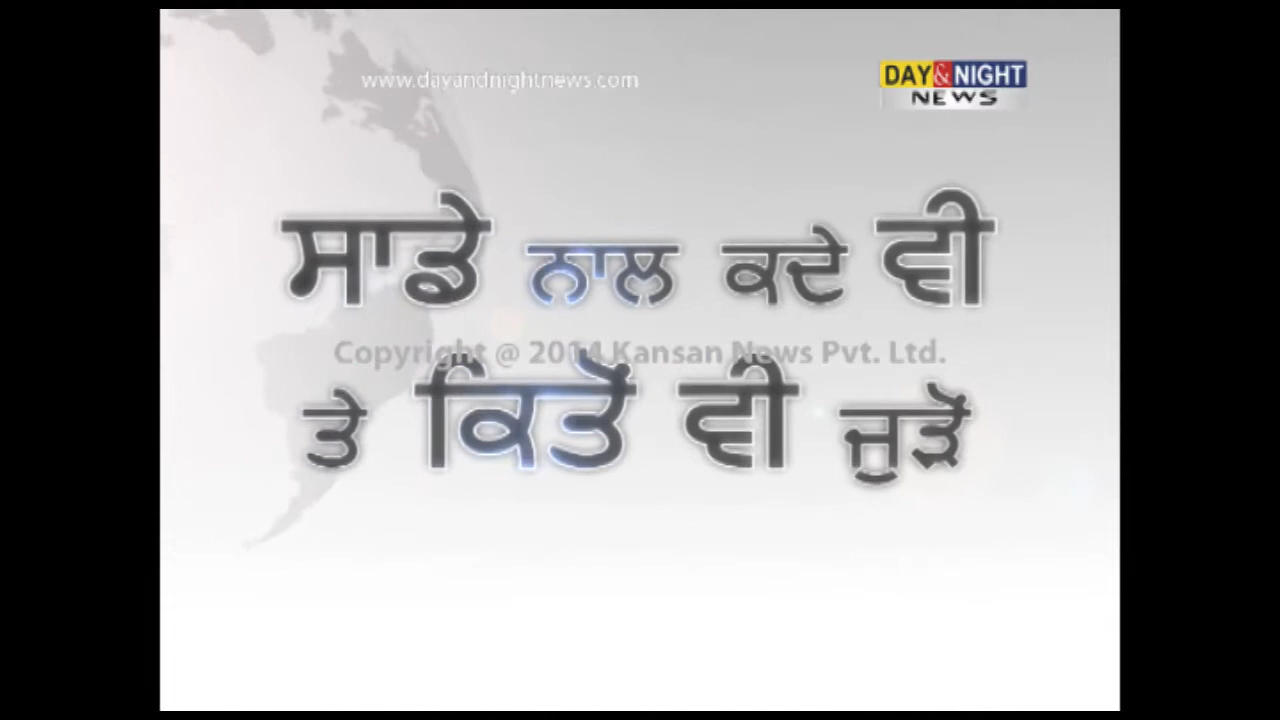 www.dayandnightnews.com
DAY&NIGHT
NEWS
ਸਾਡੇ ਨਾਲ ਕਦੇ ਵੀ
Copyright @ 2014 Kansan News Pvt. Ltd.
ਤੇ ਕਿਤੋਂ ਵੀ ਜੁੜੋਂ